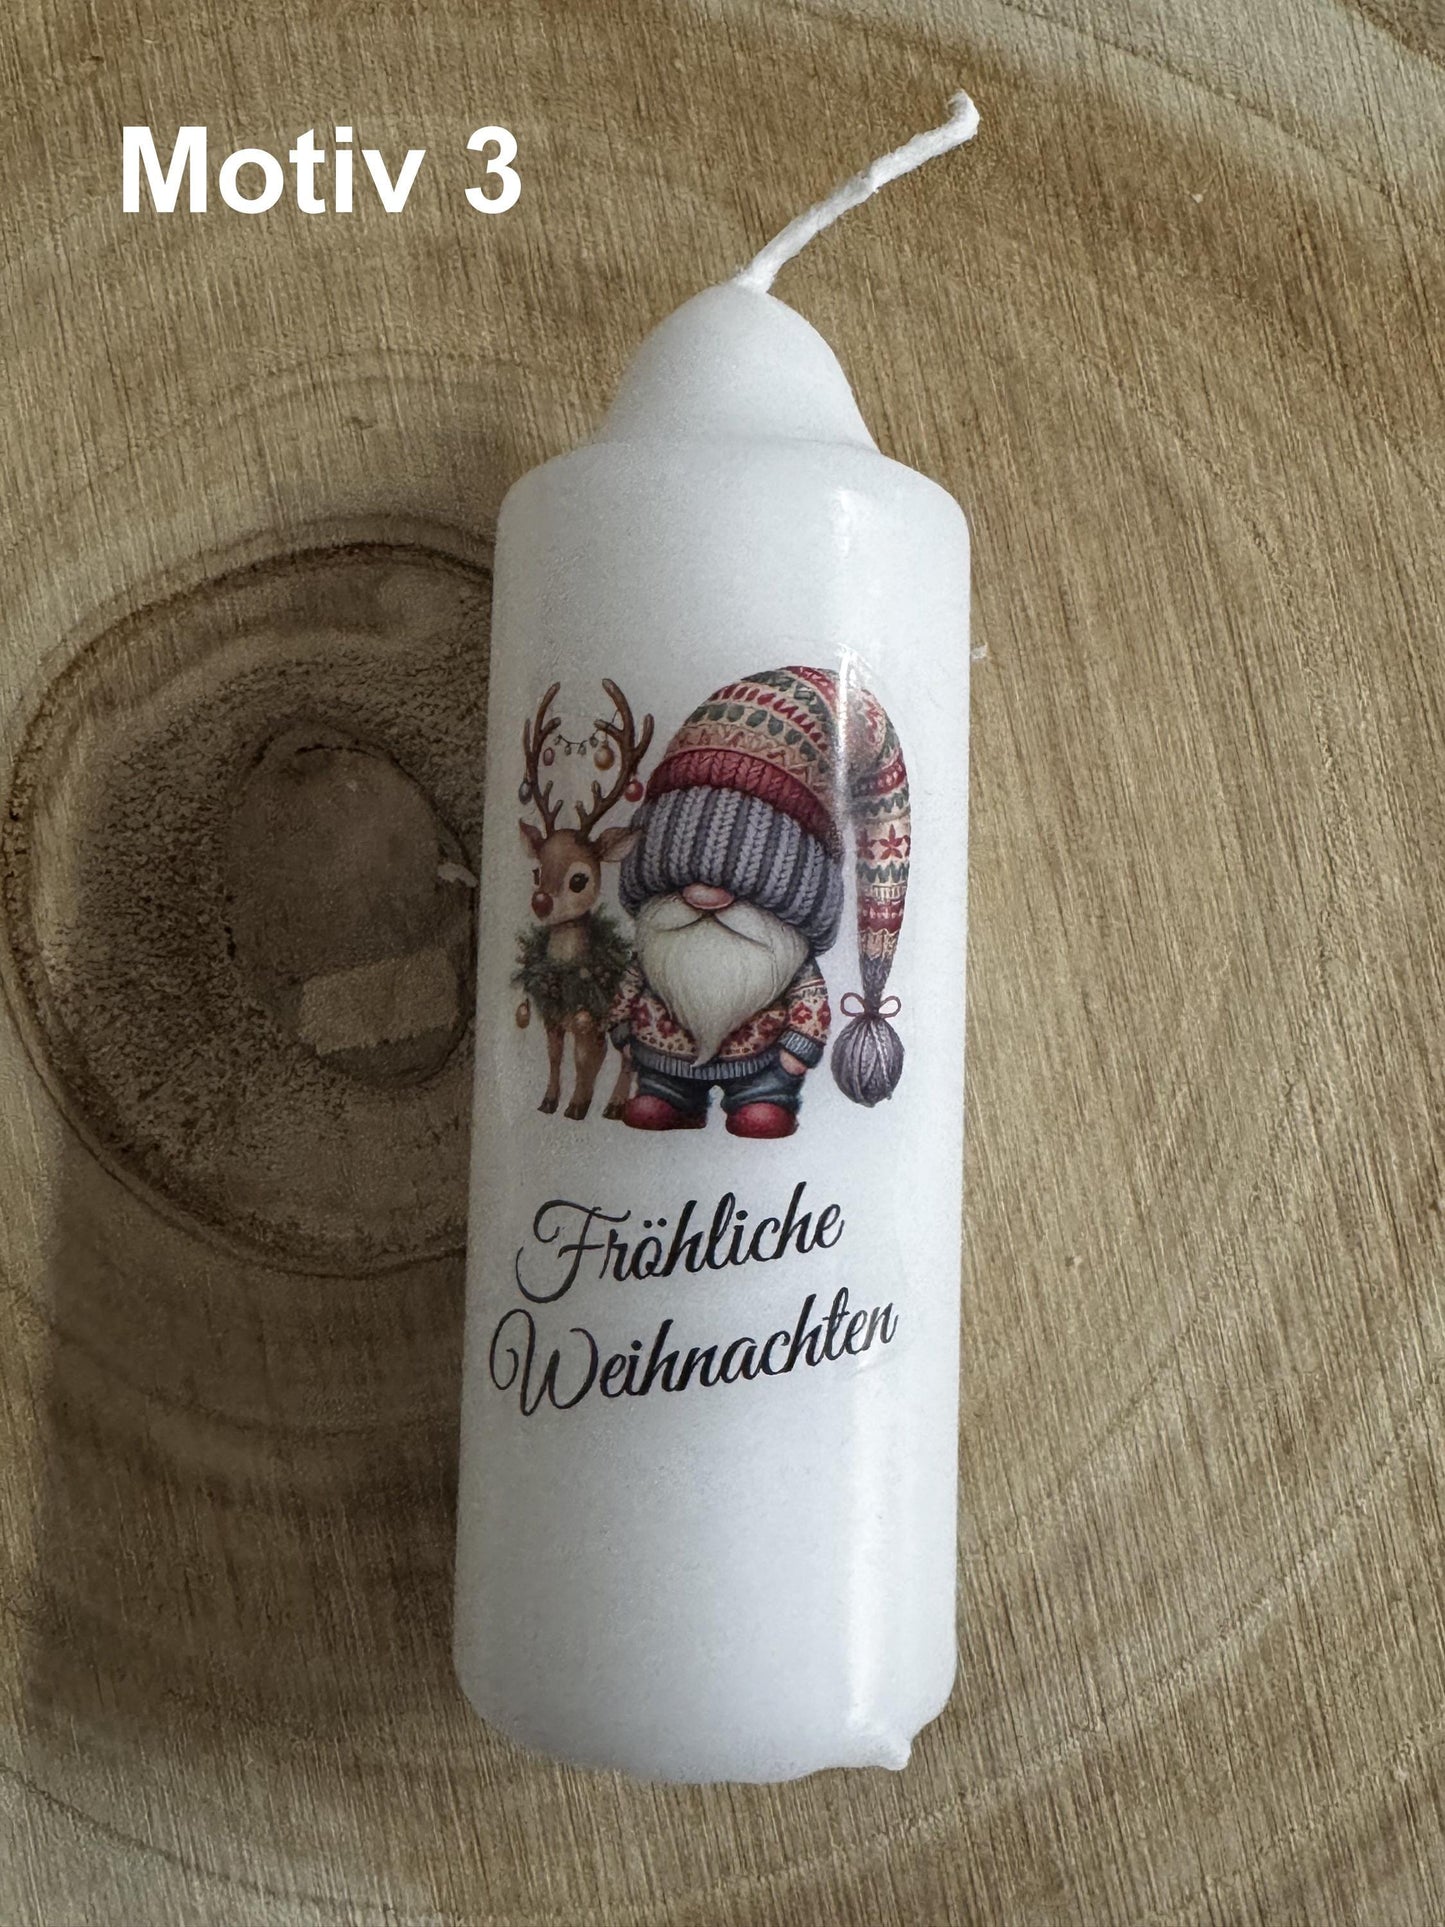 Motiv 3
Fröhliche
Weihnachten